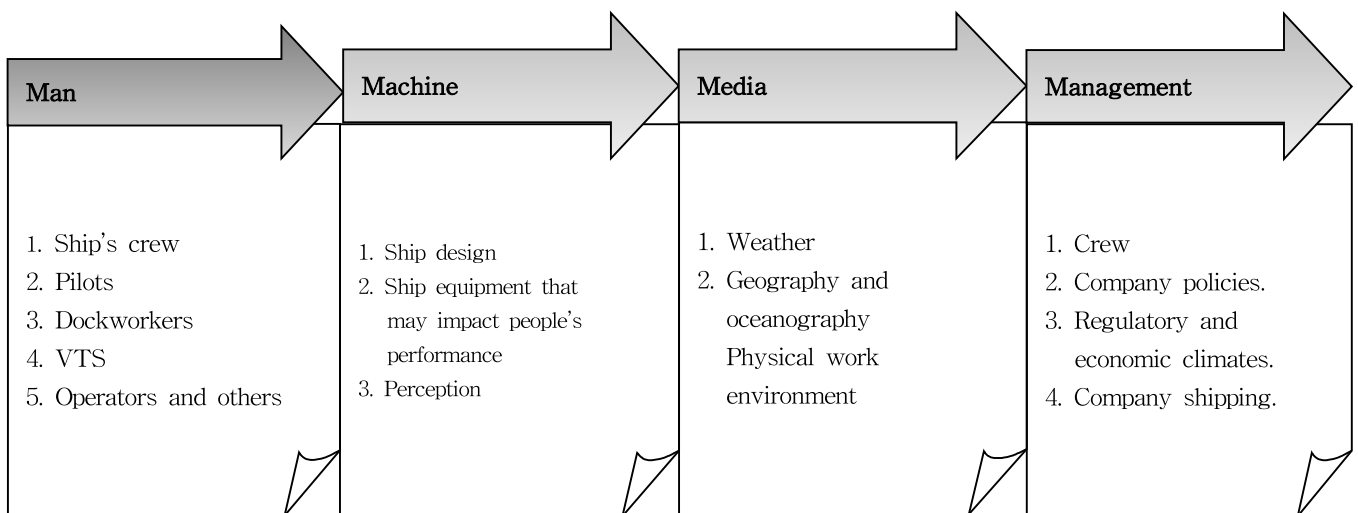 Man
1. Ship's crew
2. Pilots
3. Dockworkers
4. VTS
5. Operators and others
Machine
1. Ship design
2. Ship equipment that
may impact people's
performance
3. Perception
Media
1. Weather
2. Geography and
oceanography
Physical work
environment
Management
1. Crew
2. Company policies.
3. Regulatory and
economic climates.
4. Company shipping.